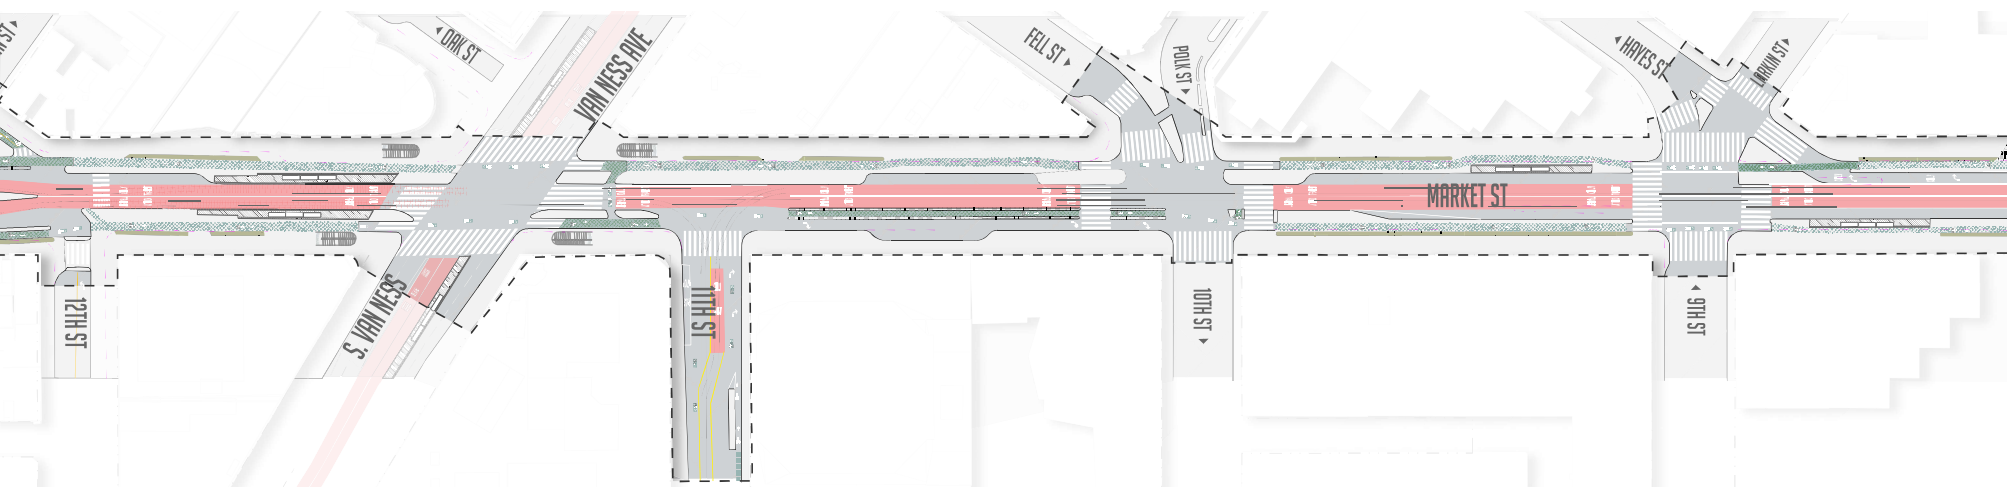 OAK ST
VAN NESS AVE
FELL ST
POLK ST
HAYES ST
LARKIN ST
MARKET ST
12TH ST
S. VAN NESS
11TH ST
10TH ST
9TH ST